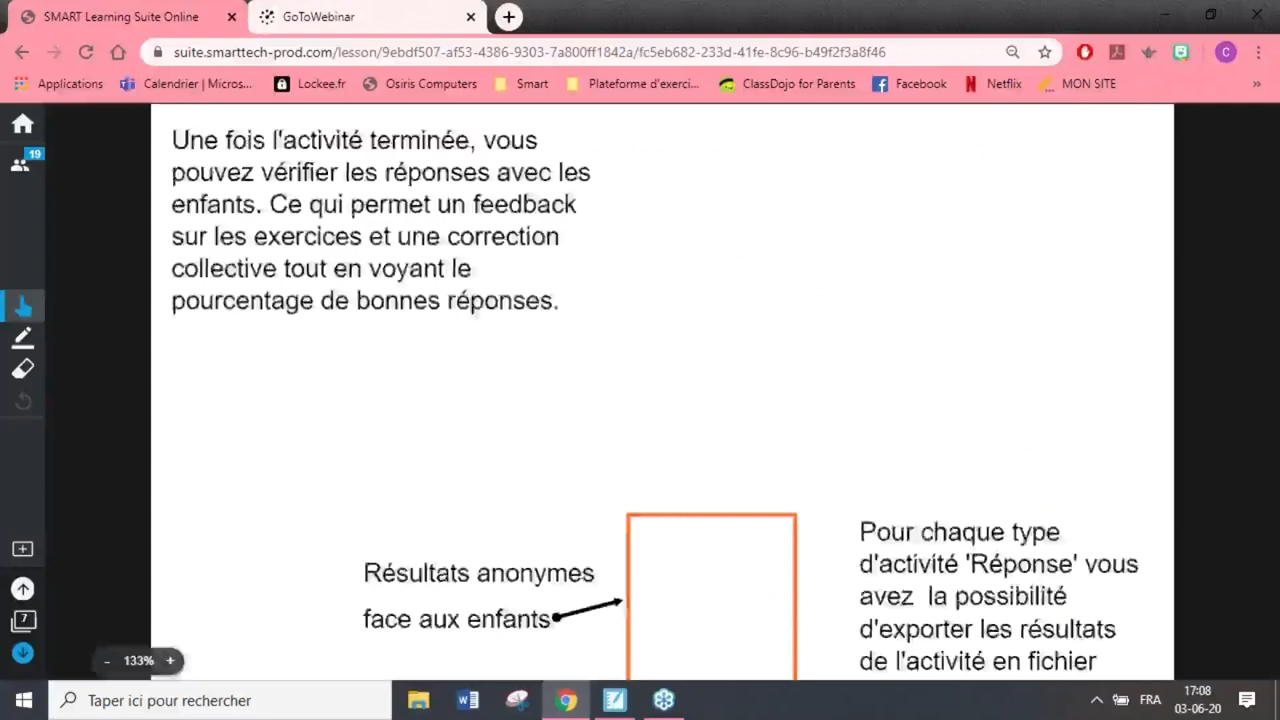 SMART Learning Suite Online
GoToWebinar
suite.smarttech-prod.com/lesson/9ebdf507-af53-4386-9303-7a800ff1842a/fc5eb682-233d-41fe-8c96-b49f2f3a8f46
C
Applications
Calendrier | Micros...
Lockee.fr
Osiris Computers
Smart
Plateforme d'exerci...
ClassDojo for Parents
Facebook
Netflix
MON SITE
»
19
Une fois l'activité terminée, vous
pouvez vérifier les réponses avec les
enfants. Ce qui permet un feedback
sur les exercices et une correction
collective tout en voyant le
pourcentage de bonnes réponses.
Résultats anonymes
face aux enfants
Pour chaque type
d'activité 'Réponse' vous
avez la possibilité
d'exporter les résultats
de l'activité en fichier
7
- 133% +
Taper ici pour rechercher
FRA
17:08
03-06-20